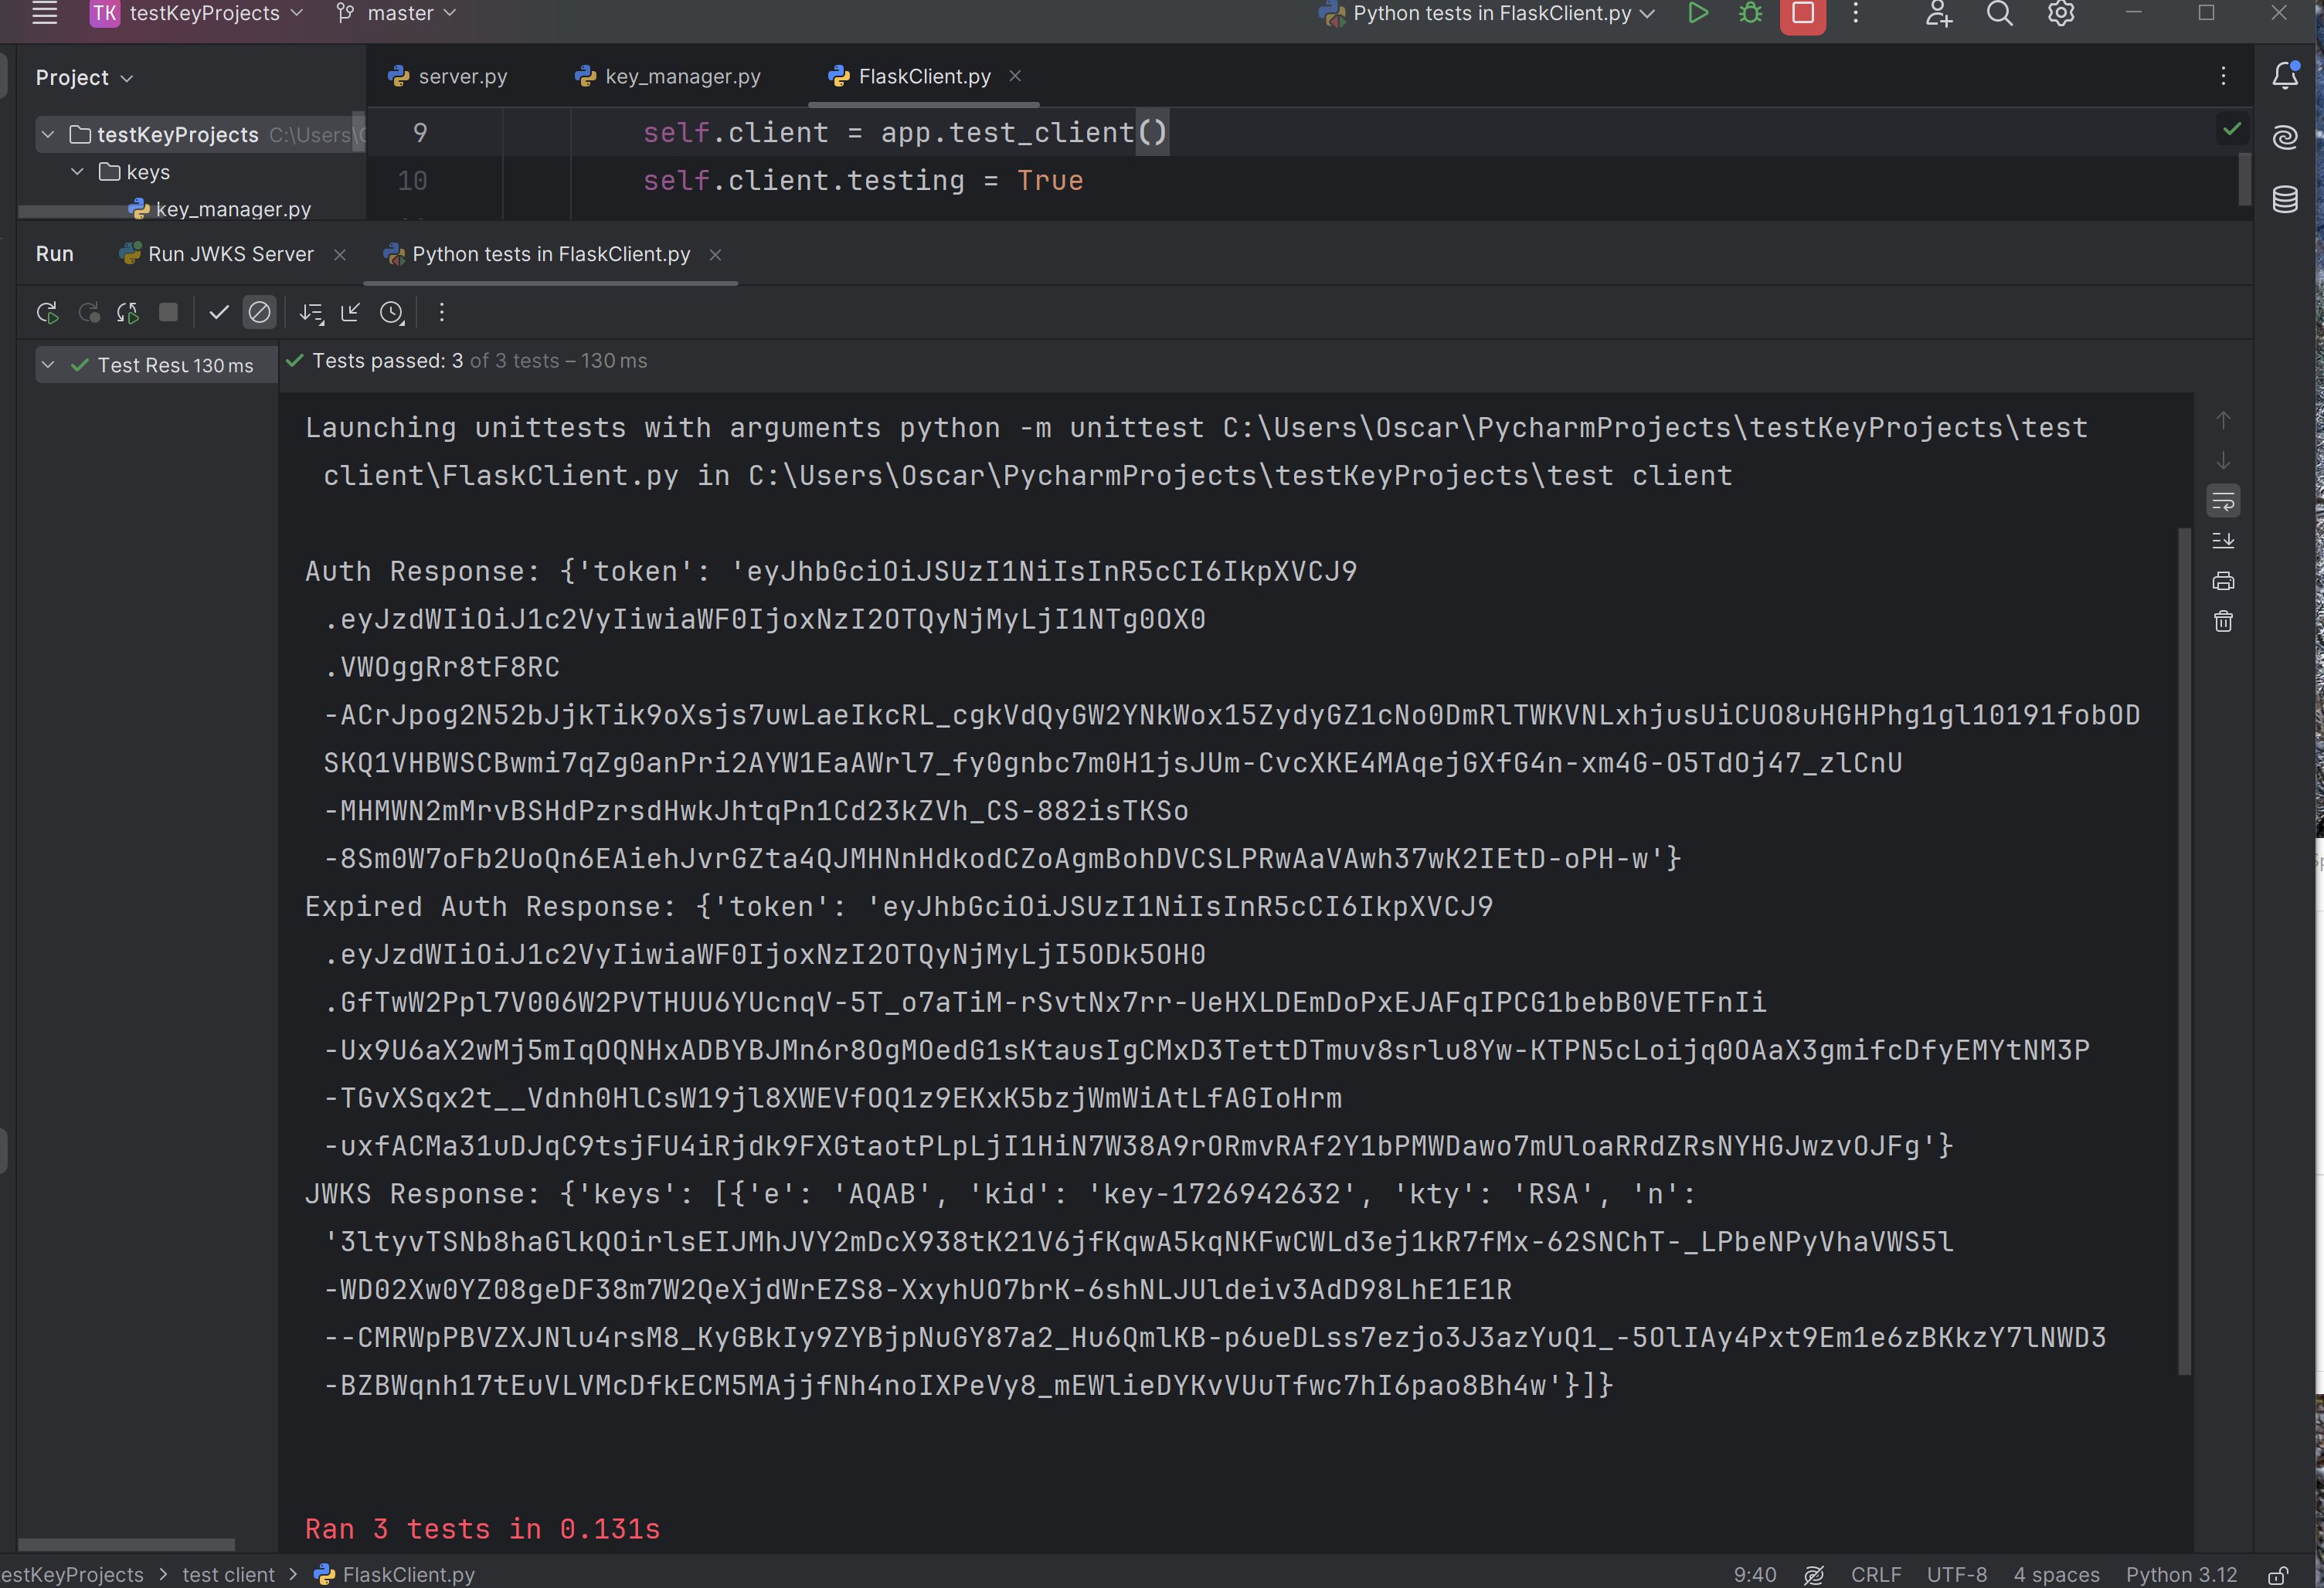 TK testKeyProjects master Python tests in FlaskClient.py
Project server.py key_manager.py FlaskClient.py
testKeyProjects C:\Users\
keys
key_manager.py
9 self.client = app.test_client()
10 self.client.testing = True
Run Run JWKS Server Python tests in FlaskClient.py
Test Resu 130 ms Tests passed: 3 of 3 tests – 130 ms
Launching unittests with arguments python -m unittest C:\Users\Oscar\PycharmProjects\testKeyProjects\test
client\FlaskClient.py in C:\Users\Oscar\PycharmProjects\testKeyProjects\test client
Auth Response: {'token': 'eyJhbGciOiJSUzI1NiIsInR5cCI6IkpXVCJ9
.eyJzdWIiOiJ1c2VyIiwiaWF0IjoxNzI2OTQyNjMyLjI1NTg0OX0
.VWOggRr8tF8RC
-ACrJpog2N52bJjkTik9oXsjs7uwLaeIkcRL_cgkVdQyGW2YNkWox15ZydyGZ1cNo0DmRlTWKVNLxhjusUiCUO8uHGHPhg1gl10191fobOD
SKQ1VHBWSCBwmi7qZg0anPri2AYW1EaAWrl7_fy0gnbc7m0H1jsJUm-CvcXKE4MAqejGXfG4n-xm4G-O5TdOj47_zlCnU
-MHMWN2mMrvBSHdPzrsdHwkJhtqPn1Cd23kZVh_CS-882isTKSo
-8Sm0W7oFb2UoQn6EAiehJvrGZta4QJMHNnHdkodCZoAgmBohDVCSLPRwAaVAwh37wK2IEtD-oPH-w'}
Expired Auth Response: {'token': 'eyJhbGciOiJSUzI1NiIsInR5cCI6IkpXVCJ9
.eyJzdWIiOiJ1c2VyIiwiaWF0IjoxNzI2OTQyNjMyLjI5ODk5OH0
.GfTwW2Ppl7V006W2PVTHUU6YUcnqV-5T_o7aTiM-rSvtNx7rr-UeHXLDEmDoPxEJAFqIPCG1bebB0VETFnIi
-Ux9U6aX2wMj5mIqOQNHxADBYBJMn6r8OgMOedG1sKtausIgCMxD3TettDTmuv8srlu8Yw-KTPN5cLoijq0OAaX3gmifcDfyEMYtNM3P
-TGvXSqx2t__Vdnh0HlCsW19jl8XWEVfOQ1z9EKxK5bzjWmWiAtLfAGIoHrm
-uxfACMa31uDJqC9tsjFU4iRjdk9FXGtaotPLpLjI1HiN7W38A9rORmvRAf2Y1bPMWDawo7mUloaRRdZRsNYHGJwzvOJFg'}
JWKS Response: {'keys': [{'e': 'AQAB', 'kid': 'key-1726942632', 'kty': 'RSA', 'n':
'3ltyvTSNb8haGlkQOirlsEIJMhJVY2mDcX938tK21V6jfKqwA5kqNKFwCWLd3ej1kR7fMx-62SNChT-_LPbeNPyVhaVWS5l
-WD02Xw0YZ08geDF38m7W2QeXjdWrEZS8-XxyhUO7brK-6shNLJUldeiv3AdD98LhE1E1R
--CMRWpPBVZXJNlu4rsM8_KyGBkIy9ZYBjpNuGY87a2_Hu6QmlKB-p6ueDLss7ezjo3J3azYuQ1_-5OlIAy4Pxt9Em1e6zBKkzY7lNWD3
-BZBWqnh17tEuVLVMcDfkECM5MAjjfNh4noIXPeVy8_mEWlieDYKvVUuTfwc7hI6pao8Bh4w'}]}
Ran 3 tests in 0.131s
estKeyProjects > test client > FlaskClient.py 9:40 CRLF UTF-8 4 spaces Python 3.12